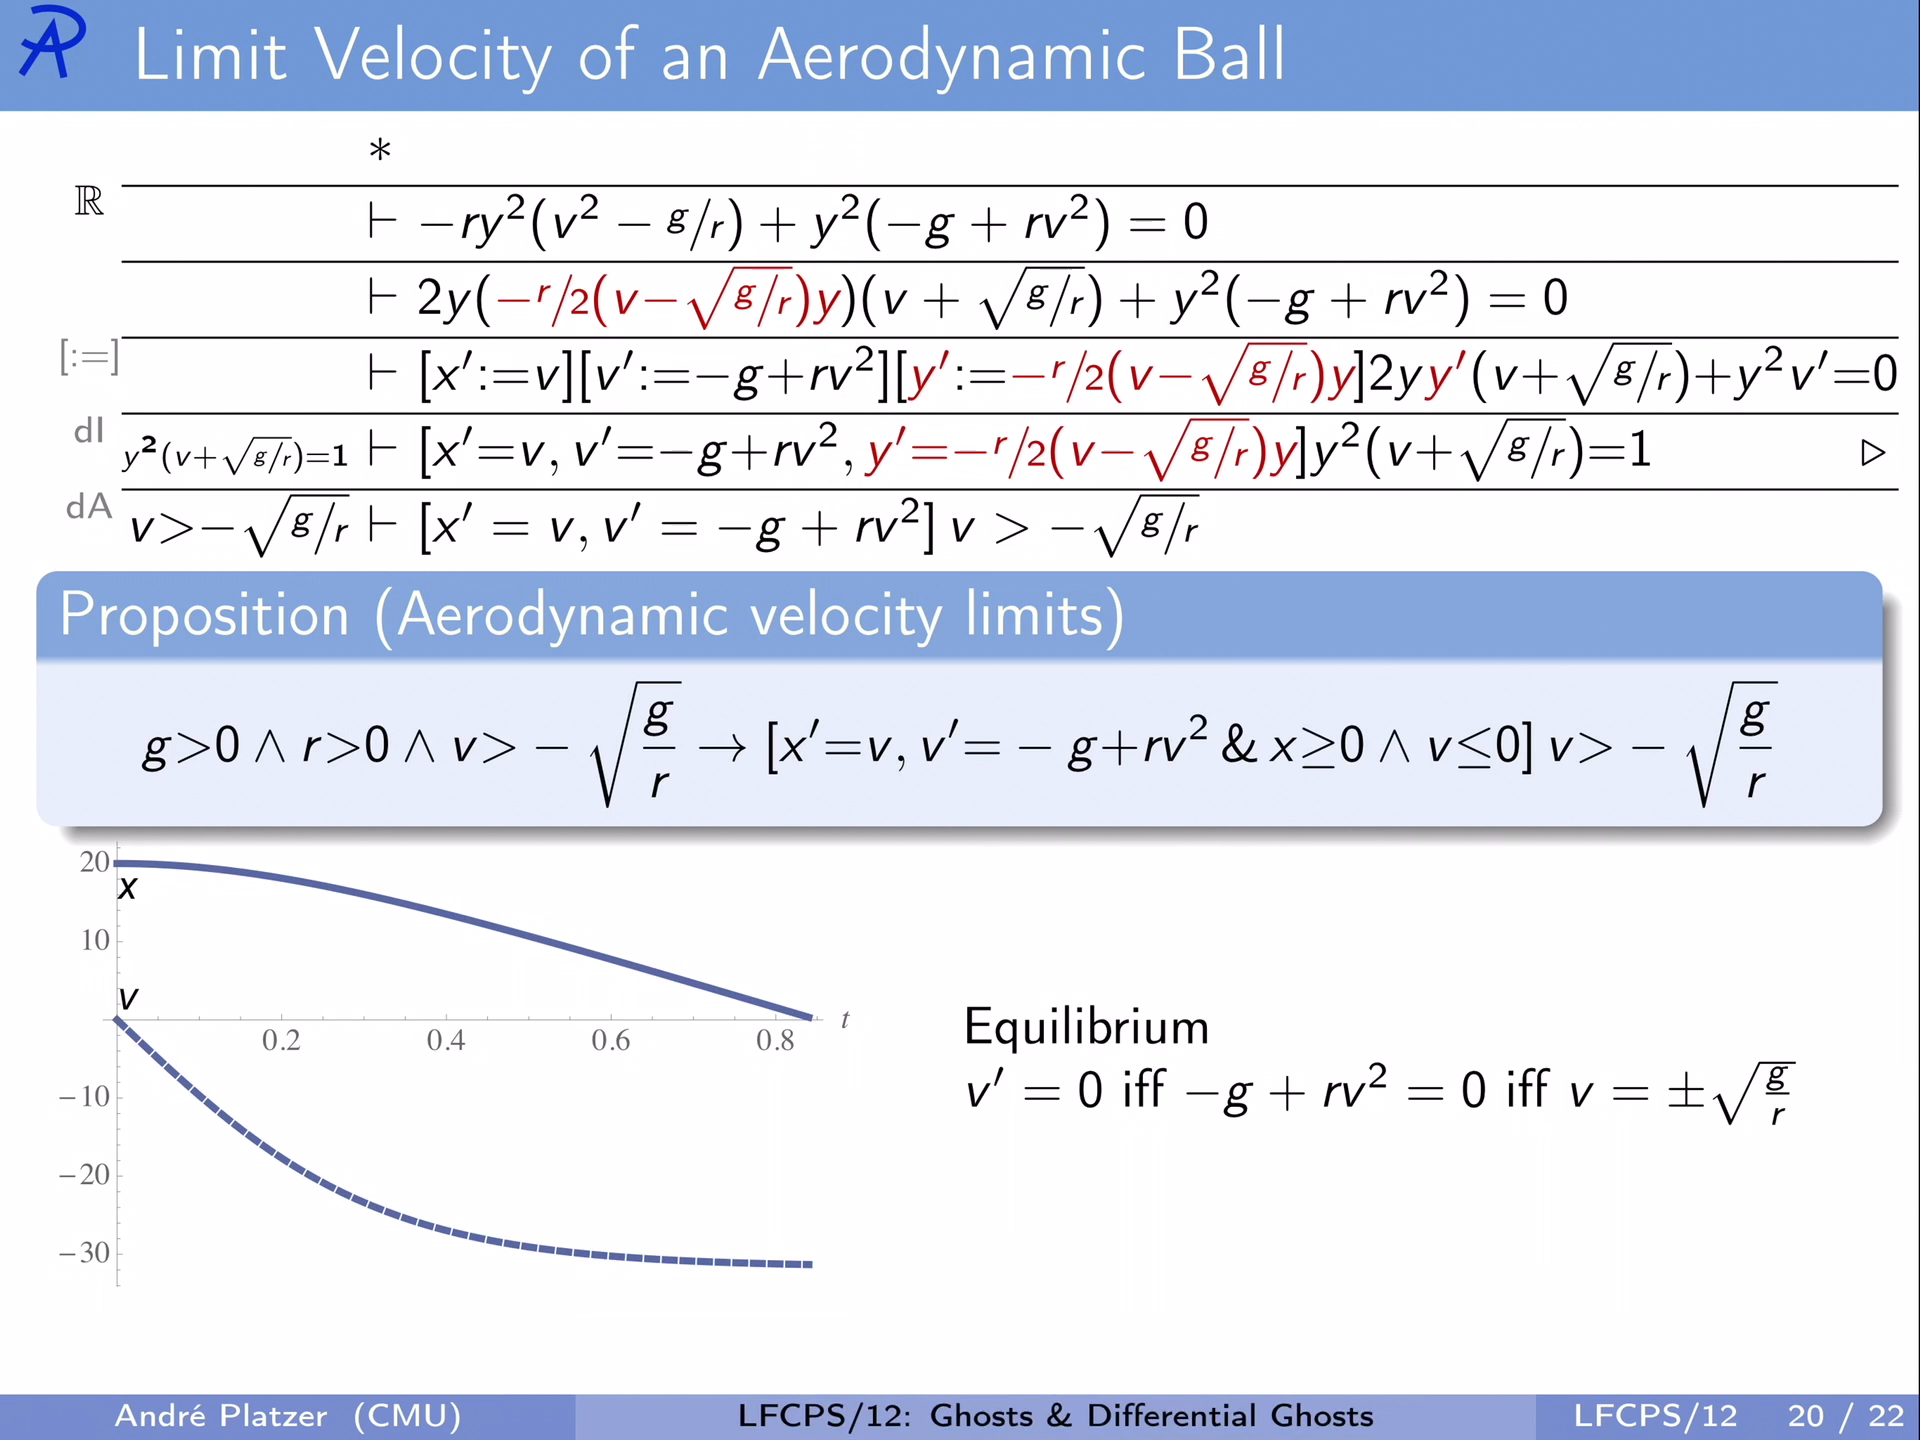 Limit Velocity of an Aerodynamic Ball
*
ℝ ⊢ −ry²(v² − g/r) + y²(−g + rv²) = 0
⊢ 2y(−r/2(v−√g/r)y)(v + √g/r) + y²(−g + rv²) = 0
[:=] ⊢ [x′:=v][v′:=−g+rv²][y′:=−r/2(v−√g/r)y]2yy′(v+√g/r)+y²v′=0
dI y²(v+√g/r)=1 ⊢ [x′=v, v′=−g+rv², y′=−r/2(v−√g/r)y]y²(v+√g/r)=1 ▷
dA v>−√g/r ⊢ [x′ = v, v′ = −g + rv²] v > −√g/r
Proposition (Aerodynamic velocity limits)
g>0 ∧ r>0 ∧ v> − √g/r → [x′=v, v′= − g+rv² & x≥0 ∧ v≤0] v> − √g/r
20
x
10
v
0.2 0.4 0.6 0.8 t
−10
−20
−30
Equilibrium
v′ = 0 iff −g + rv² = 0 iff v = ±√g/r
André Platzer (CMU) LFCPS/12: Ghosts & Differential Ghosts LFCPS/12 20 / 22